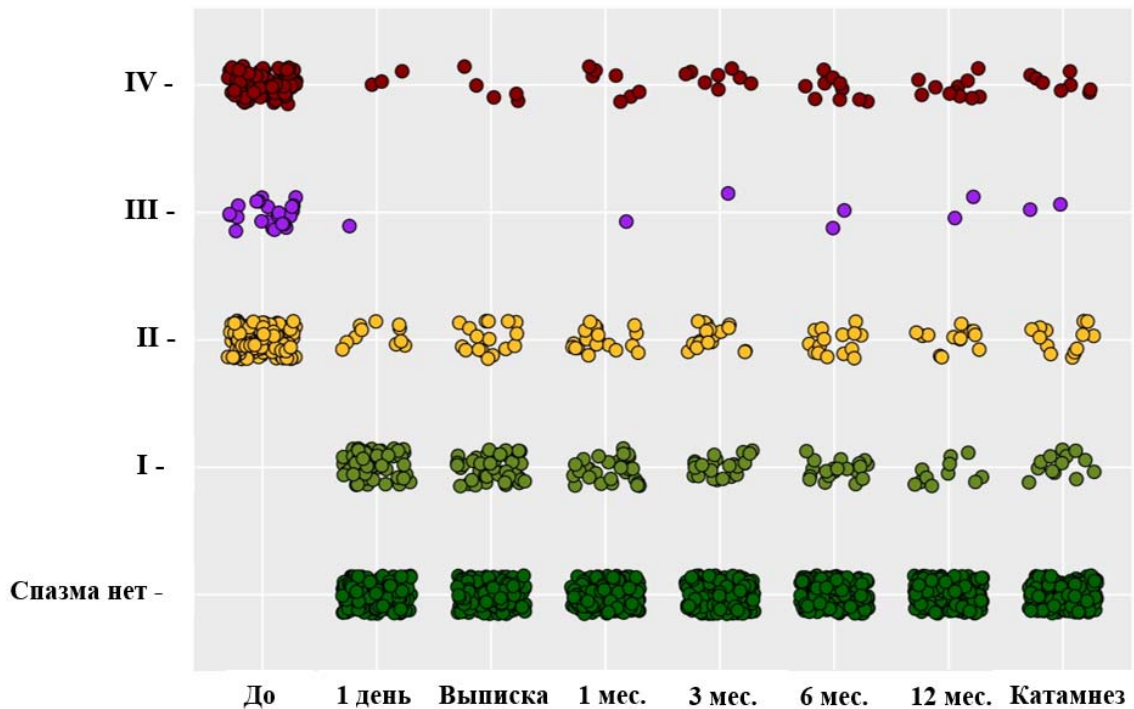 IV -
III -
II -
I -
Спазма нет -
До 1 день Выписка 1 мес. 3 мес. 6 мес. 12 мес. Катамнез